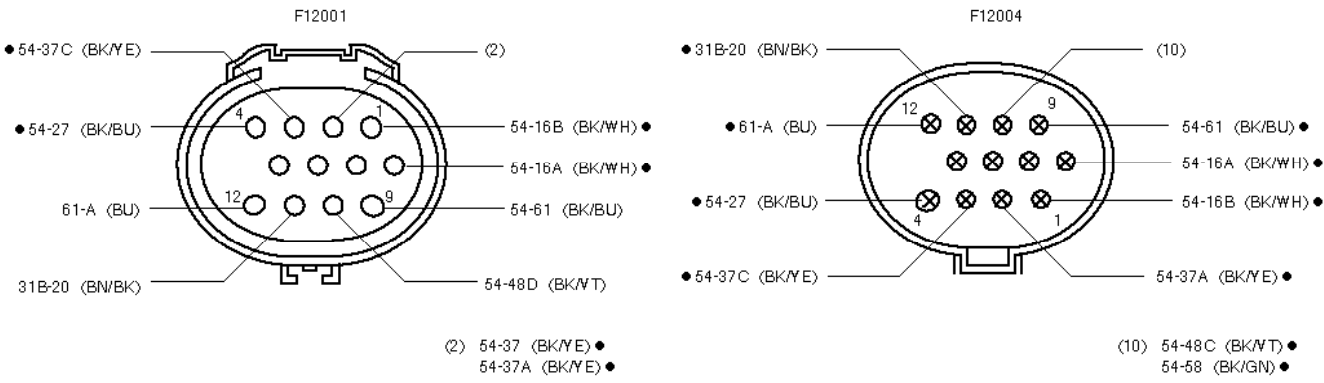 F12001
● 54-37C (BK/YE)
(2)
4
1
● 54-27 (BK/BU)
54-16B (BK/WH) ●
54-16A (BK/WH) ●
12
9
61-A (BU)
54-61 (BK/BU)
31B-20 (BN/BK)
54-48D (BK/VT)
(2) 54-37 (BK/YE) ●
54-37A (BK/YE) ●
F12004
● 31B-20 (BN/BK)
(10)
12
9
● 61-A (BU)
54-61 (BK/BU) ●
54-16A (BK/WH) ●
● 54-27 (BK/BU)
54-16B (BK/WH) ●
4
1
● 54-37C (BK/YE)
54-37A (BK/YE) ●
(10) 54-48C (BK/VT) ●
54-58 (BK/GN) ●